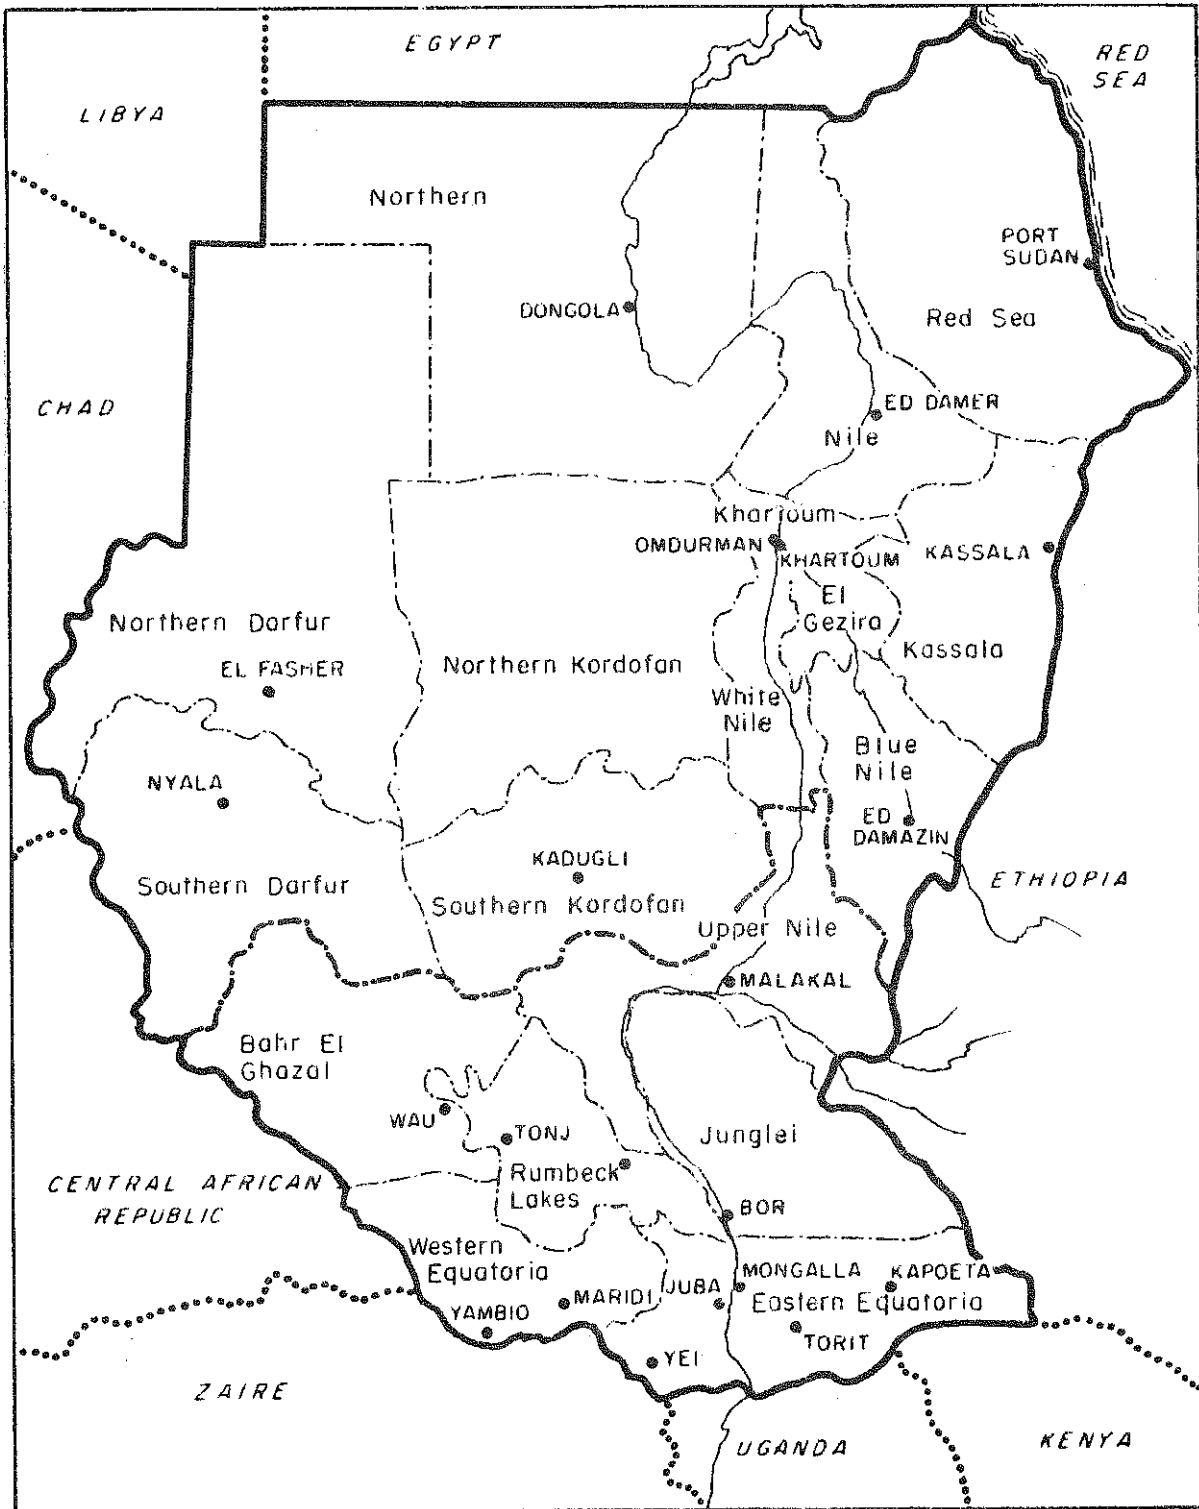 EGYPT
RED
SEA
LIBYA
Northern
PORT
SUDAN
DONGOLA
Red Sea
CHAD
ED DAMER
Nile
Khartoum
OMDURMAN
KHARTOUM
KASSALA
El
Gezira
Northern Darfur
Kassala
EL FASHER
Northern Kordofan
White
Nile
Blue
Nile
NYALA
ED
DAMAZIN
KADUGLI
ETHIOPIA
Southern Darfur
Southern Kordofan
Upper Nile
MALAKAL
Bahr El
Ghazal
WAU
TONJ
Junglei
Rumbeck
Lakes
CENTRAL AFRICAN
REPUBLIC
BOR
Western
Equatoria
MONGALLA
KAPOETA
MARIDI
JUBA
Eastern Equatoria
YAMBIO
TORIT
YEI
ZAIRE
UGANDA
KENYA